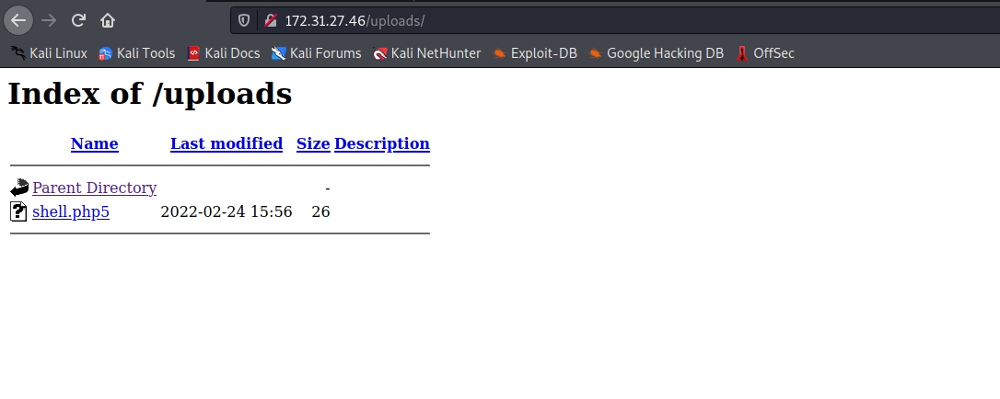 172.31.27.46/uploads/
Kali Linux Kali Tools Kali Docs Kali Forums Kali NetHunter Exploit-DB Google Hacking DB OffSec
Index of /uploads
Name Last modified Size Description
Parent Directory -
shell.php5 2022-02-24 15:56 26